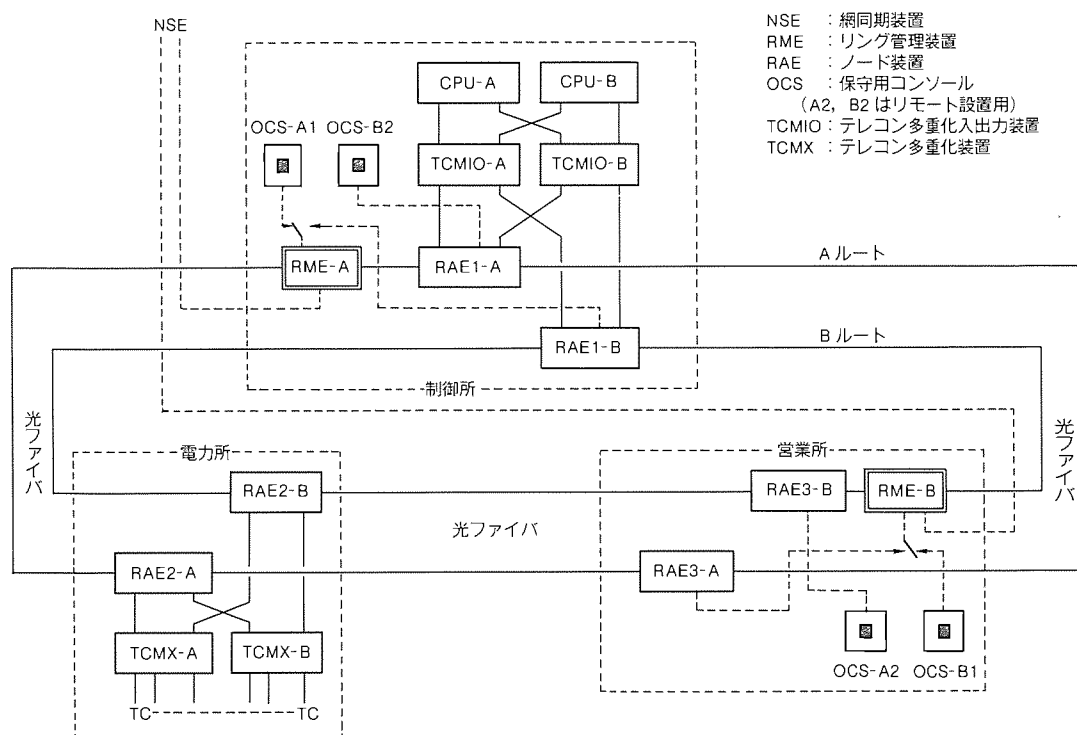 NSE
NSE : 網同期装置
RME : リング管理装置
RAE : ノード装置
OCS : 保守用コンソール
(A2, B2 はリモート設置用)
TCMIO : テレコン多重化入出力装置
TCMX : テレコン多重化装置
CPU-A
CPU-B
OCS-A1
OCS-B2
TCMIO-A
TCMIO-B
RME-A
RAE1-A
Aルート
RAE1-B
Bルート
制御所
光ファイバ
光ファイバ
電力所
営業所
RAE2-B
RAE3-B
RME-B
光ファイバ
RAE2-A
RAE3-A
TCMX-A
TCMX-B
OCS-A2
OCS-B1
TC
TC